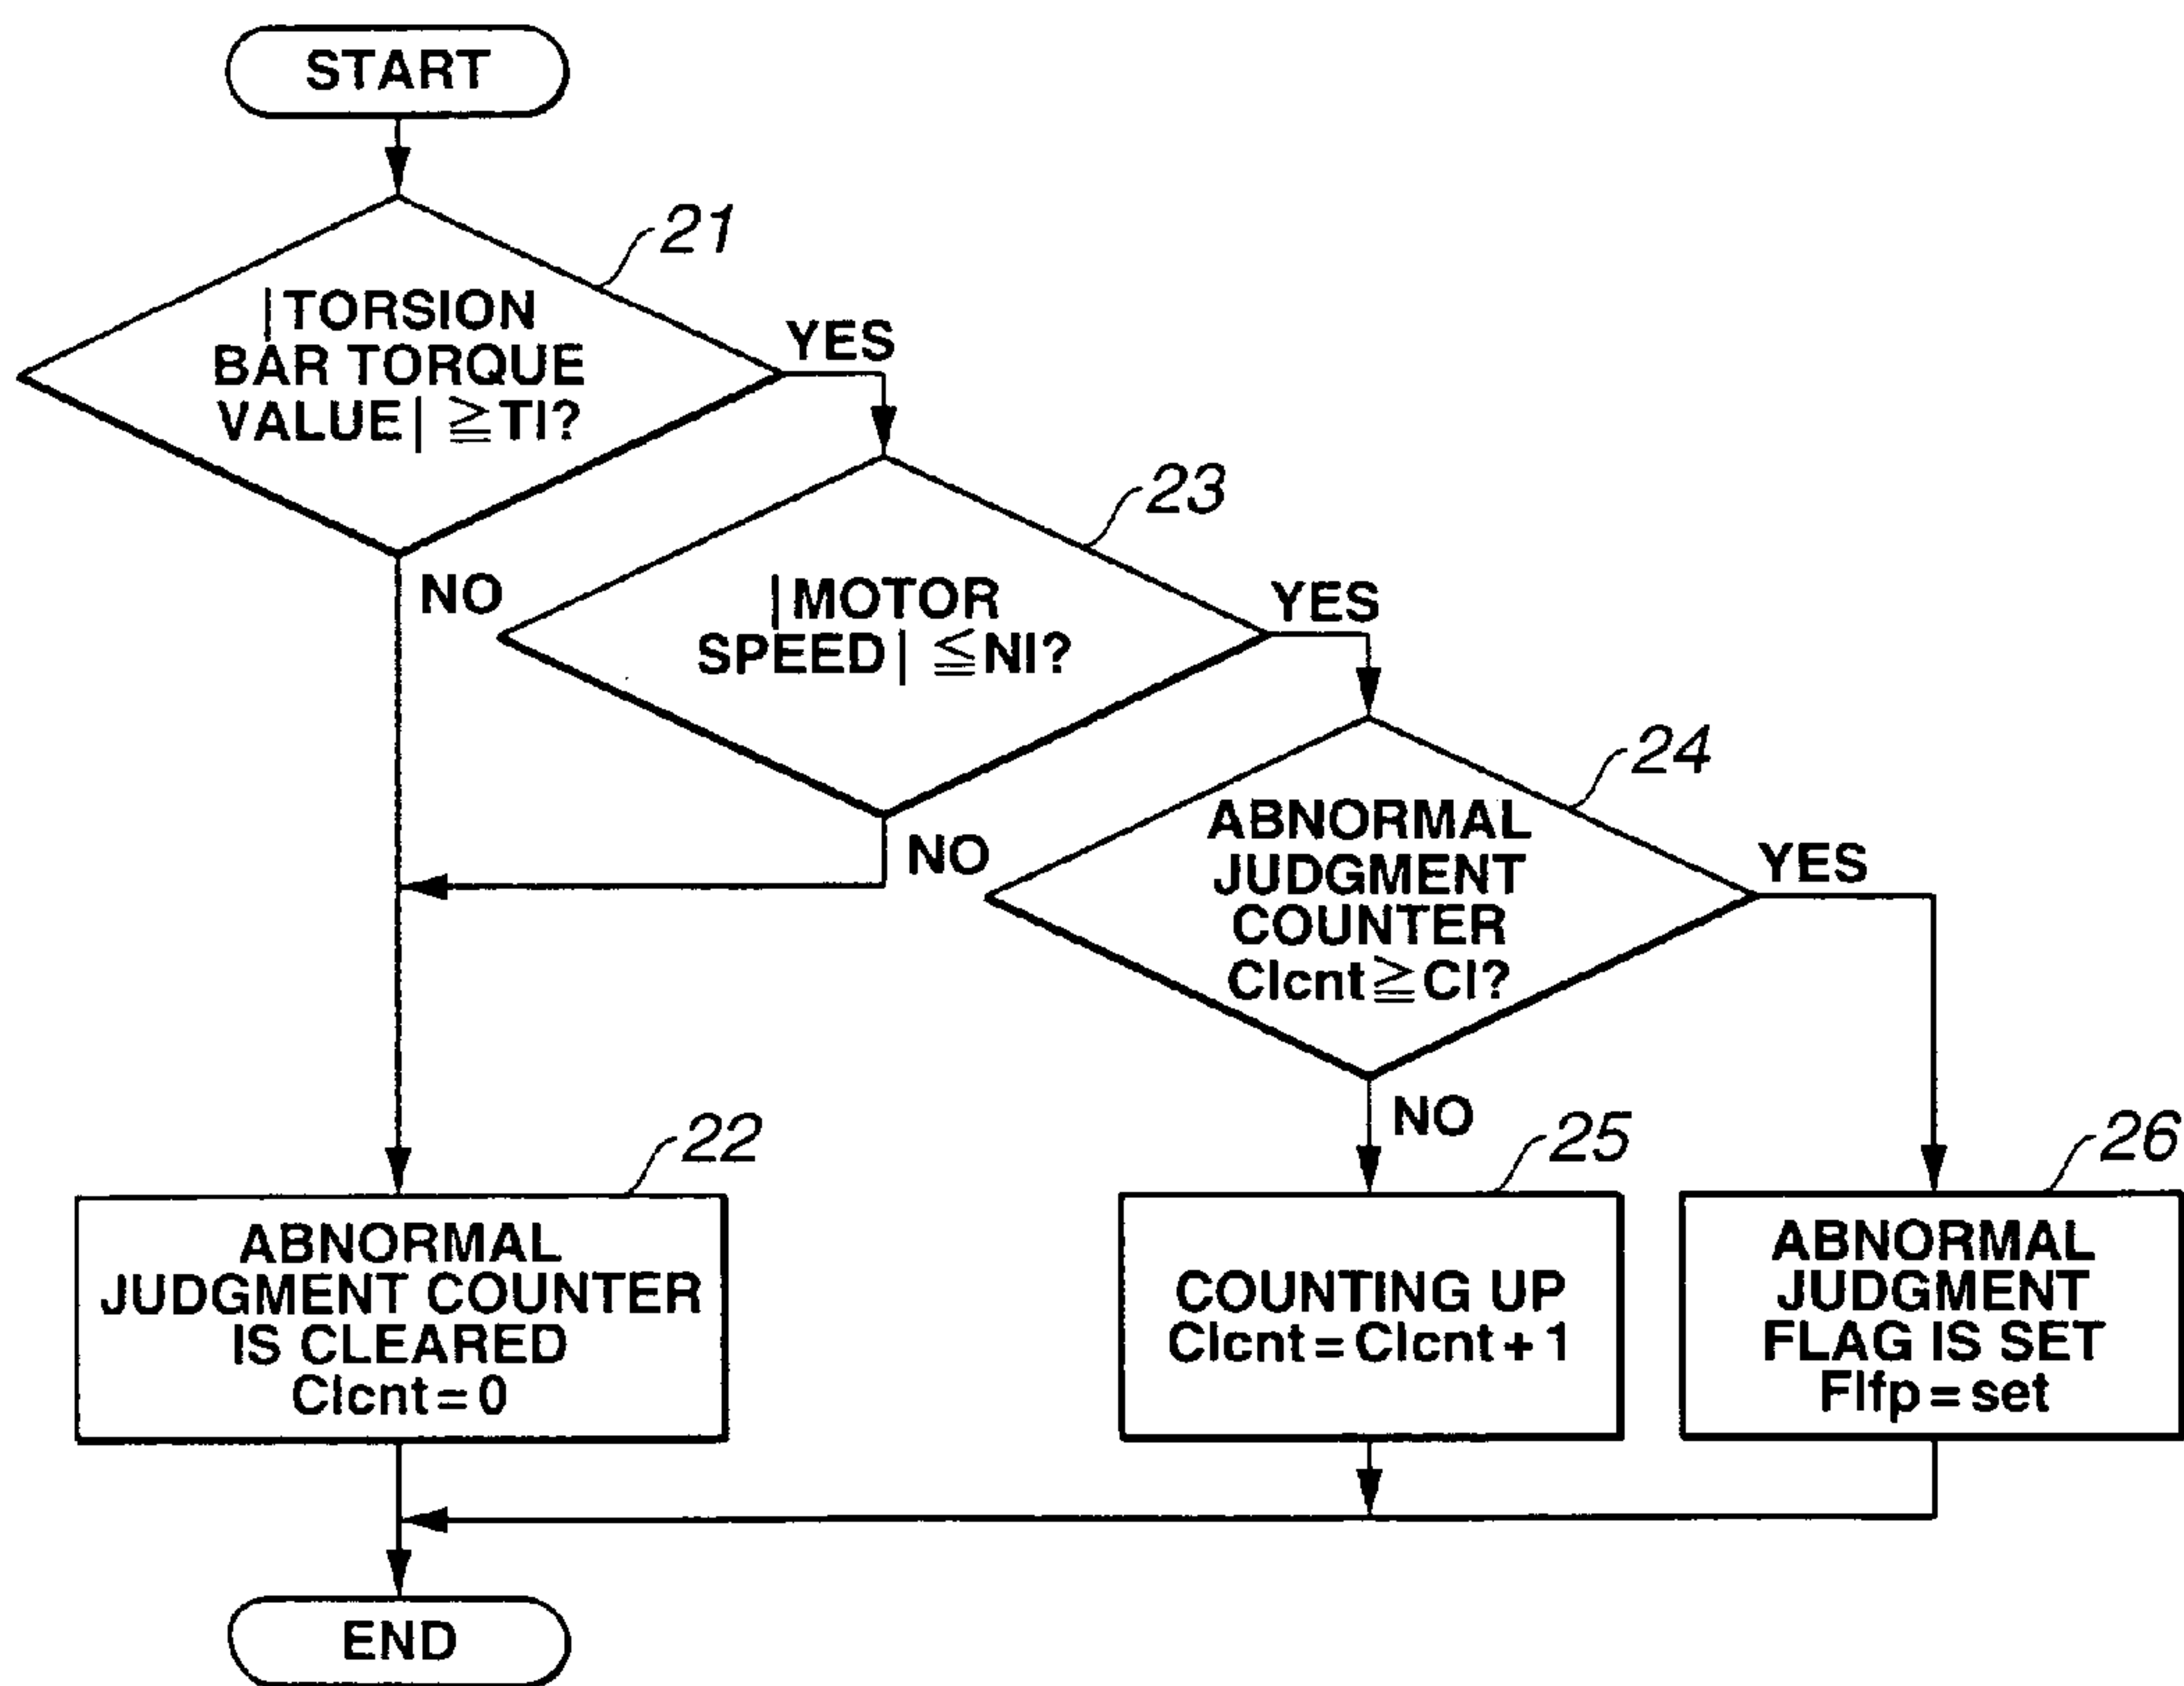 START
21
|TORSION
BAR TORQUE
VALUE| ≧TI?
YES
NO
23
|MOTOR
SPEED| ≦NI?
YES
NO
24
ABNORMAL
JUDGMENT
COUNTER
CIcnt≧CI?
YES
NO
22
ABNORMAL
JUDGMENT COUNTER
IS CLEARED
CIcnt=0
25
COUNTING UP
CIcnt=CIcnt+1
26
ABNORMAL
JUDGMENT
FLAG IS SET
FIfp=set
END